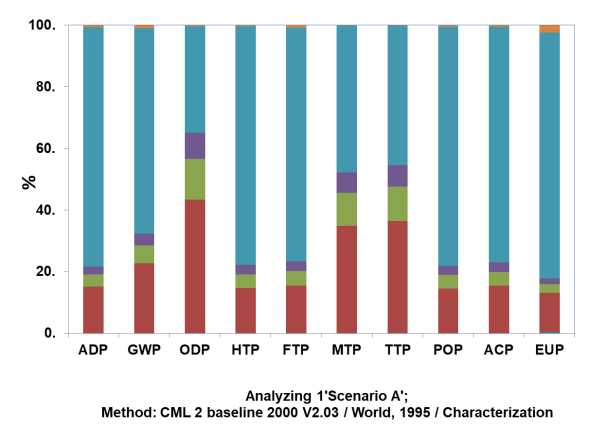 100.
80.
60.
%
40.
20.
0.
ADP GWP ODP HTP FTP MTP TTP POP ACP EUP
Analyzing 1'Scenario A';
Method: CML 2 baseline 2000 V2.03 / World, 1995 / Characterization